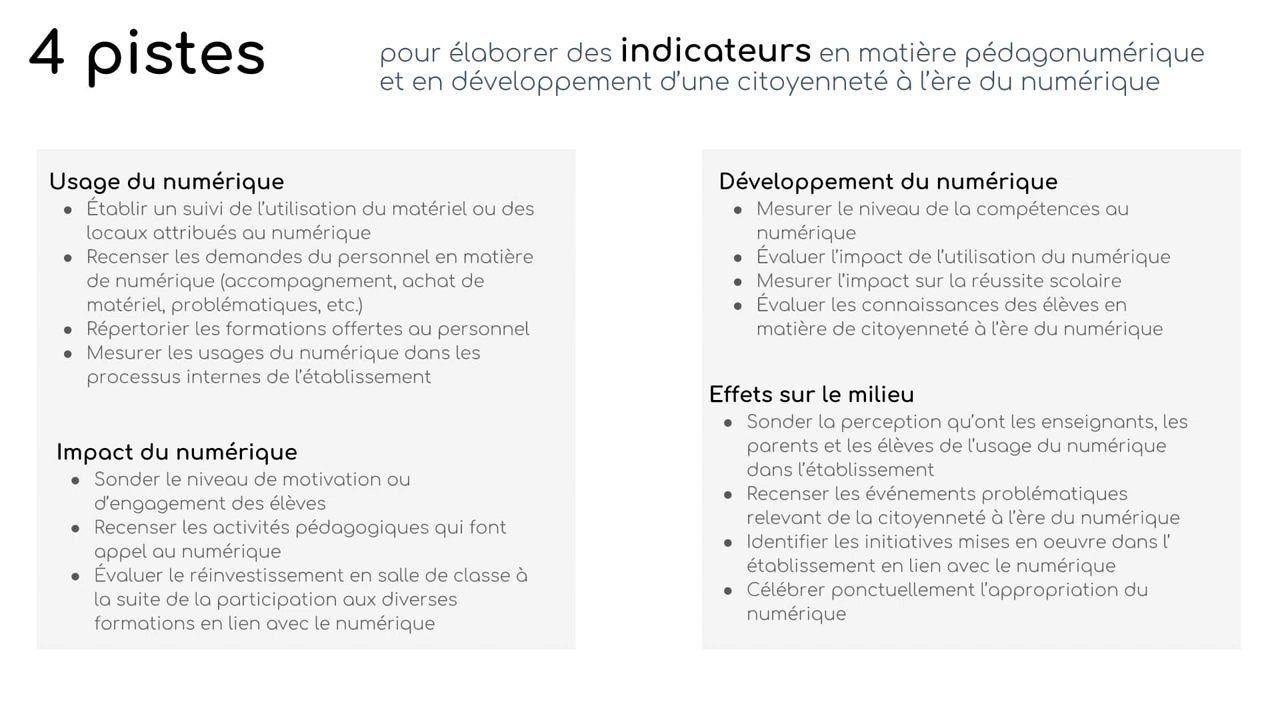 4 pistes
pour élaborer des indicateurs en matière pédagonumérique
et en développement d'une citoyenneté à l'ère du numérique
Usage du numérique
● Établir un suivi de l'utilisation du matériel ou des
locaux attribués au numérique
● Recenser les demandes du personnel en matière
de numérique (accompagnement, achat de
matériel, problématiques, etc.)
● Répertorier les formations offertes au personnel
● Mesurer les usages du numérique dans les
processus internes de l'établissement
Impact du numérique
● Sonder le niveau de motivation ou
d'engagement des élèves
● Recenser les activités pédagogiques qui font
appel au numérique
● Évaluer le réinvestissement en salle de classe à
la suite de la participation aux diverses
formations en lien avec le numérique
Développement du numérique
● Mesurer le niveau de la compétences au
numérique
● Évaluer l'impact de l'utilisation du numérique
● Mesurer l'impact sur la réussite scolaire
● Évaluer les connaissances des élèves en
matière de citoyenneté à l'ère du numérique
Effets sur le milieu
● Sonder la perception qu'ont les enseignants, les
parents et les élèves de l'usage du numérique
dans l'établissement
● Recenser les événements problématiques
relevant de la citoyenneté à l'ère du numérique
● Identifier les initiatives mises en oeuvre dans l'
établissement en lien avec le numérique
● Célébrer ponctuellement l'appropriation du
numérique